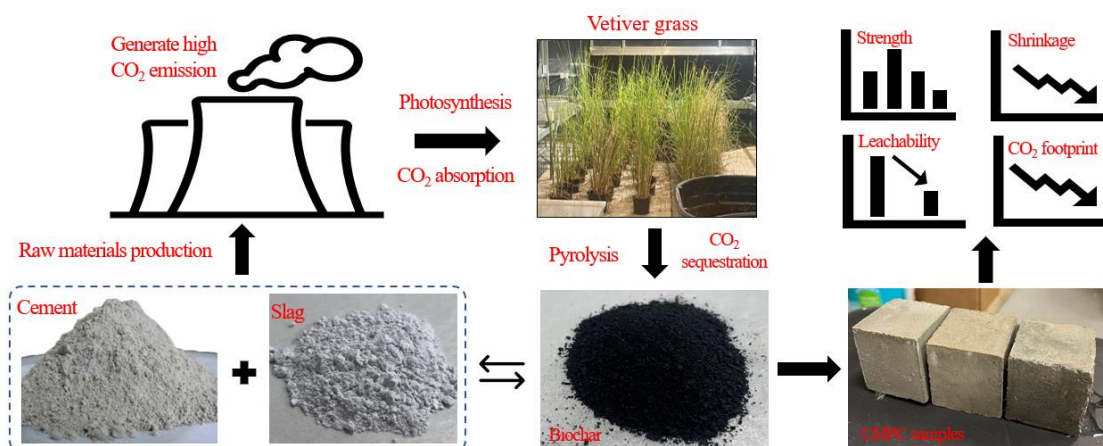 Generate high
CO₂ emission
Photosynthesis
CO₂ absorption
Vetiver grass
Strength
Shrinkage
Leachability
CO₂ footprint
Raw materials production
Pyrolysis
CO₂
sequestration
Cement
Slag
Biochar
UHPC samples